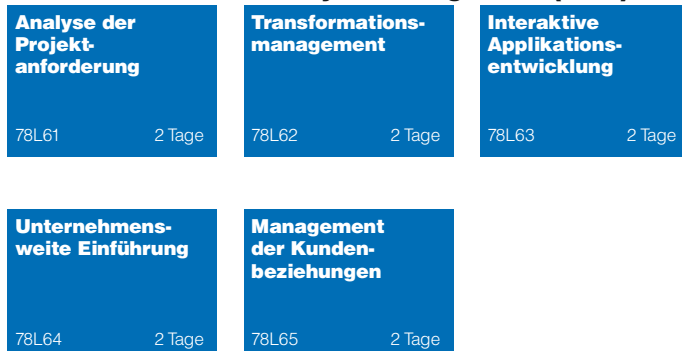 Analyse der
Projekt-
anforderung
78L61 2 Tage
Transformations-
management
78L62 2 Tage
Interaktive
Applikations-
entwicklung
78L63 2 Tage
Unternehmens-
weite Einführung
78L64 2 Tage
Management
der Kunden-
beziehungen
78L65 2 Tage